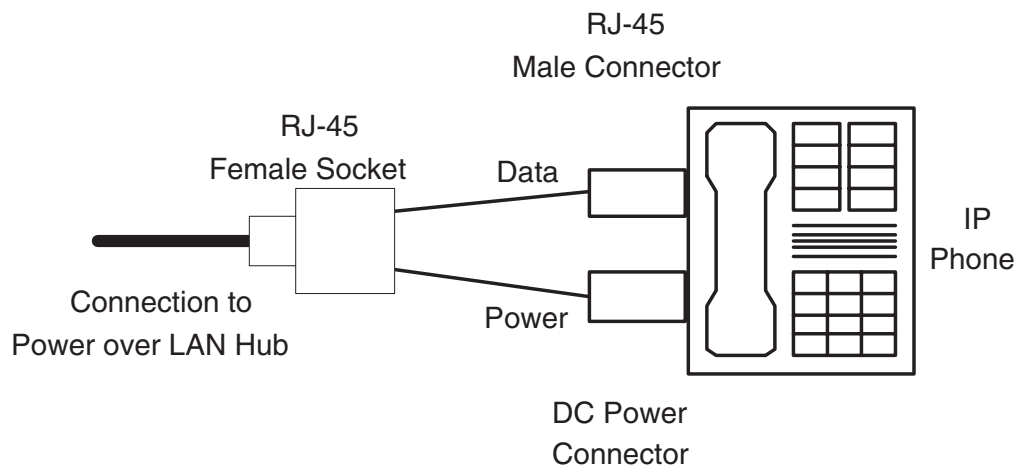 RJ-45
Male Connector
RJ-45
Female Socket
Data
IP
Phone
Connection to
Power over LAN Hub
Power
DC Power
Connector